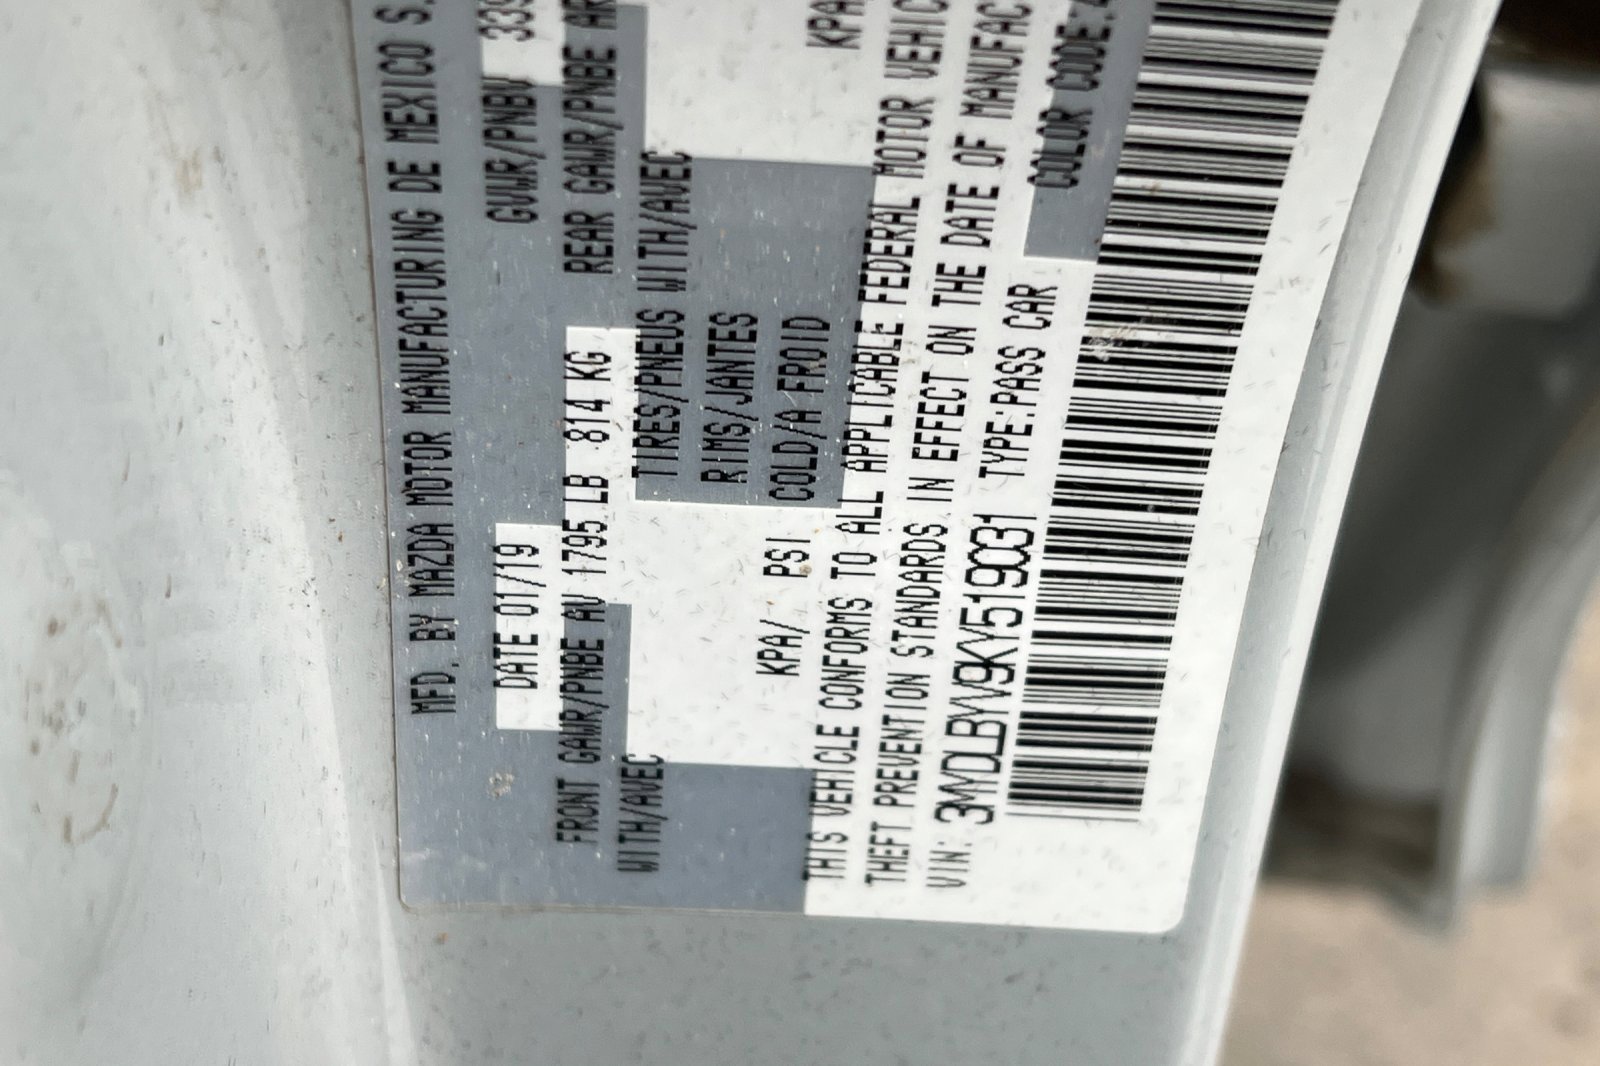 MFD. BY MAZDA MOTOR MANUFACTURING DE MEXICO S.
DATE 01/19 GVWR/PNBV
FRONT GAWR/PNBE AV 1795 LB 814 KG REAR GAWR/PNBE AR
WITH/AVEC TIRES/PNEUS WITH/AVEC
RIMS/JANTES
KPA/ PSI COLD/A FROID KPA
THIS VEHICLE CONFORMS TO ALL APPLICABLE FEDERAL MOTOR VEHIC
THEFT PREVENTION STANDARDS IN EFFECT ON THE DATE OF MANUFAC
VIN: 3MYDLBYV9KY519031 TYPE:PASS CAR COLOR CODE: